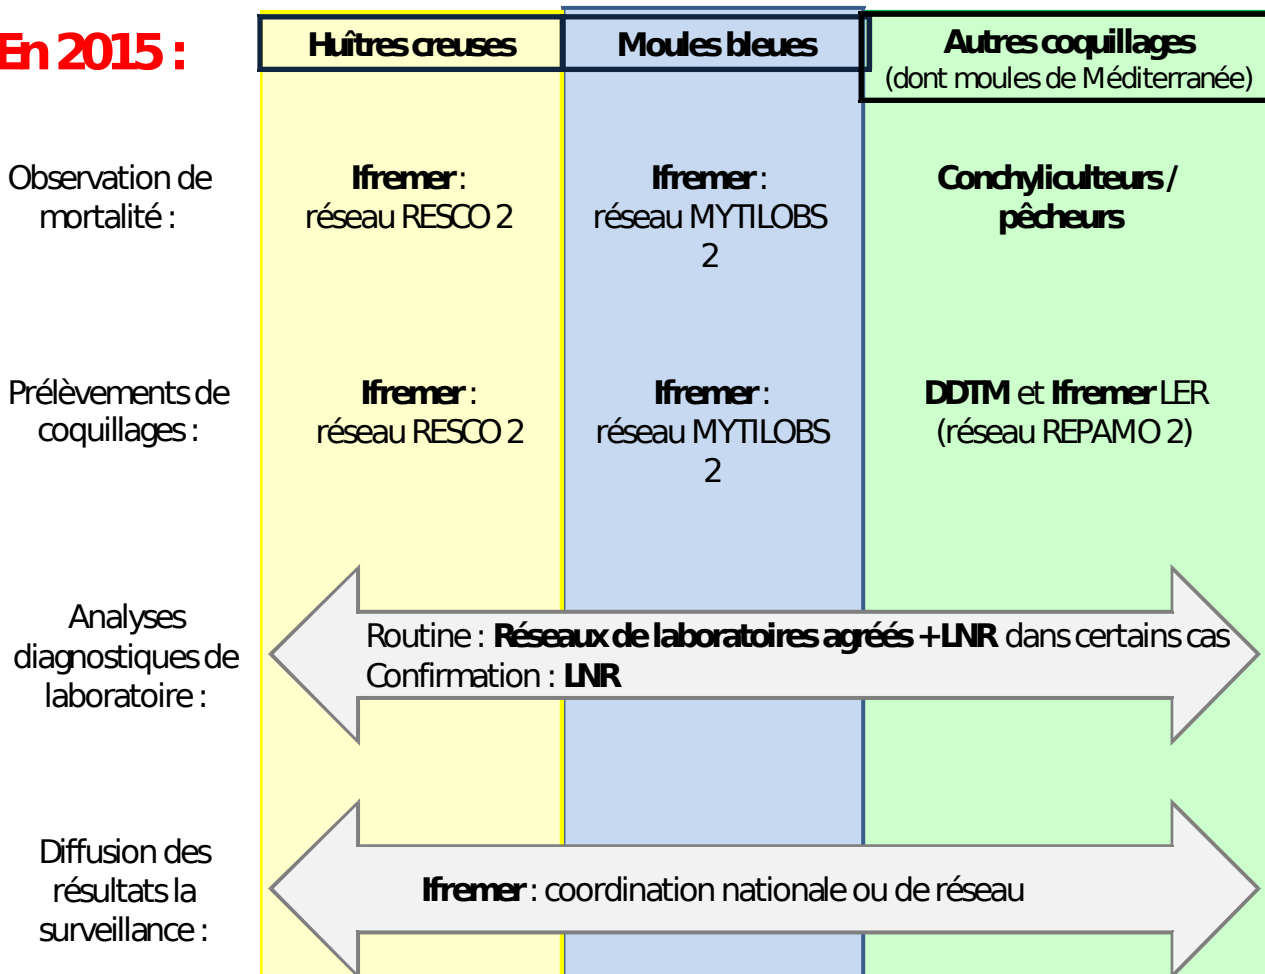 En 2015 :
Huîtres creuses
Moules bleues
Autres coquillages
(dont moules de Méditerranée)
Observation de
mortalité :
Ifremer :
réseau RESCO 2
Ifremer :
réseau MYTILOBS
2
Conchyliculteurs /
pêcheurs
Prélèvements de
coquillages :
Ifremer :
réseau RESCO 2
Ifremer :
réseau MYTILOBS
2
DDTM et Ifremer LER
(réseau REPAMO 2)
Analyses
diagnostiques de
laboratoire :
Routine : Réseaux de laboratoires agréés + LNR dans certains cas
Confirmation : LNR
Diffusion des
résultats la
surveillance :
Ifremer : coordination nationale ou de réseau